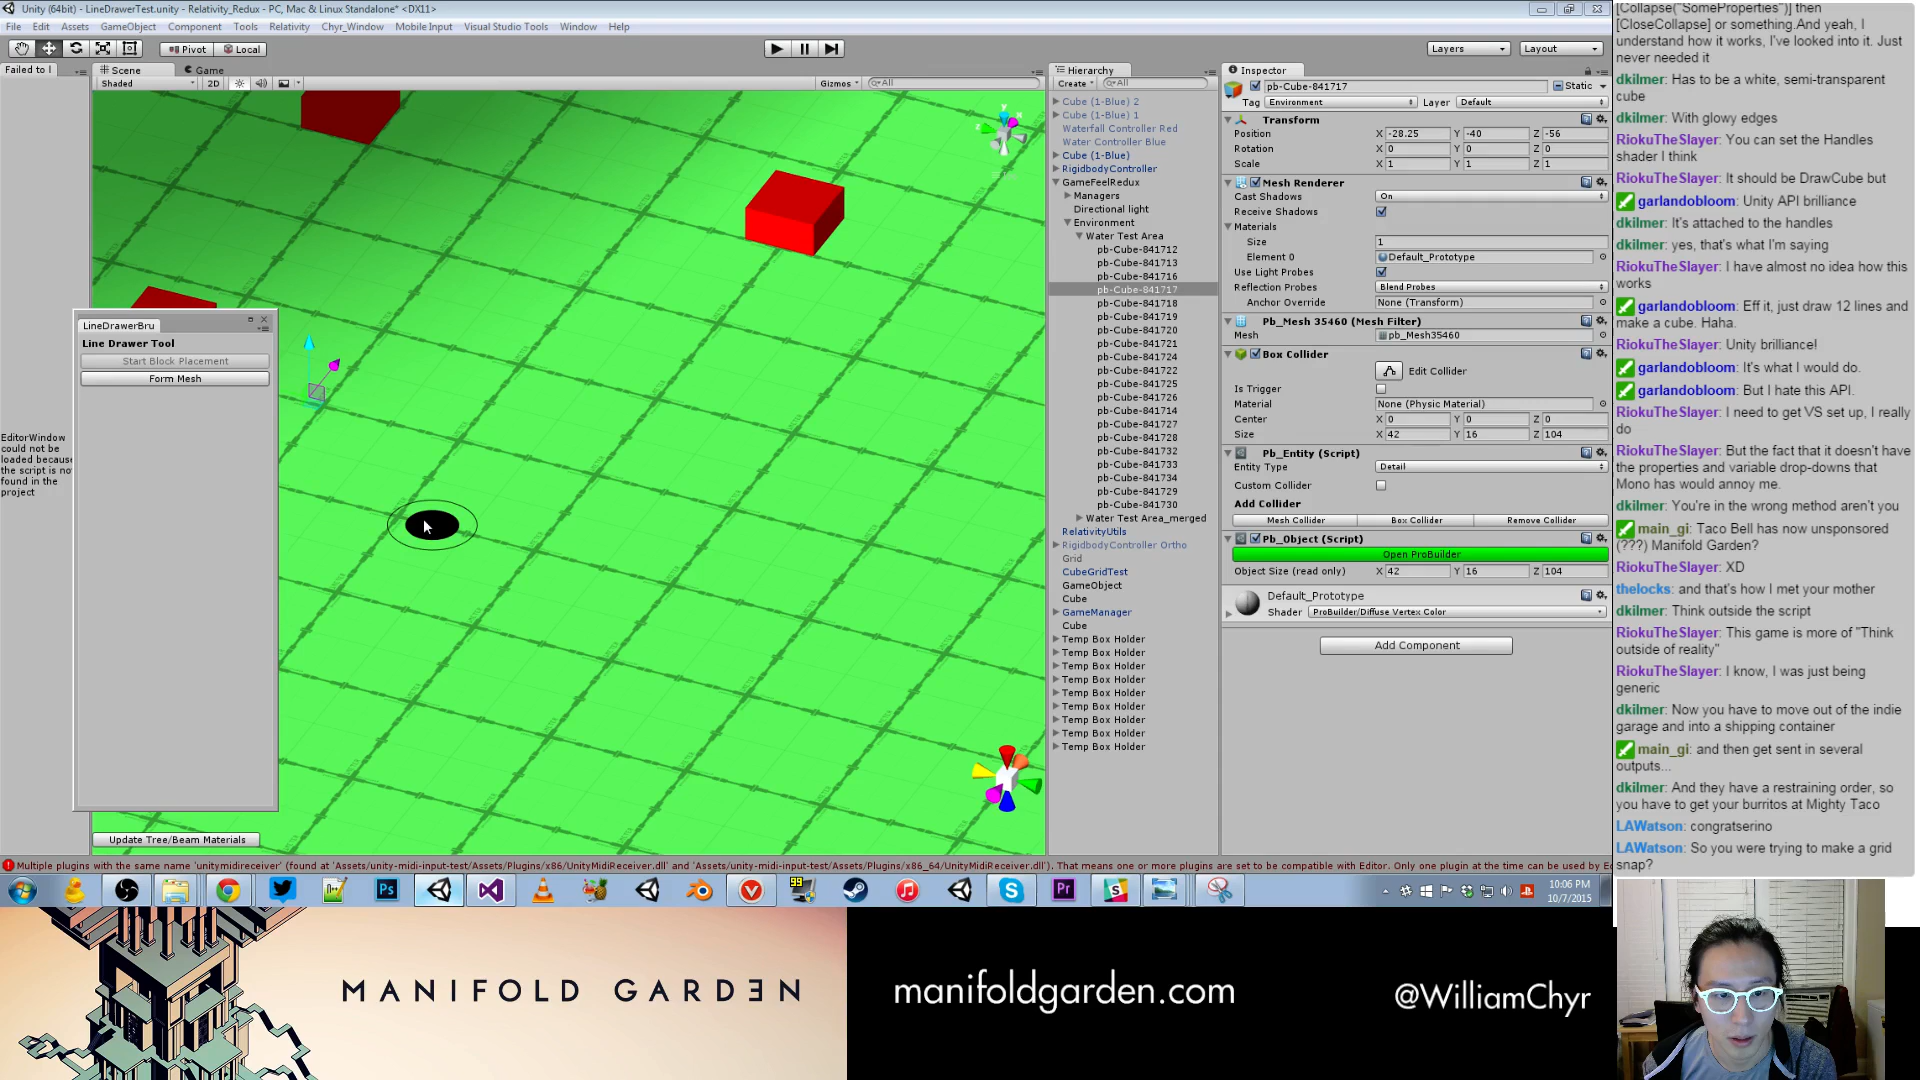 Unity (64bit) - LineDrawerTest.unity - Relativity_Redux - PC, Mac & Linux Standalone* <DX11>
File Edit Assets GameObject Component Tools Relativity Chyr_Window Mobile Input Visual Studio Tools Window Help
Pivot Local
Layers Layout
Failed to l
Scene Game
Shaded 2D Gizmos All
EditorWindow
could not be
loaded because
the script is no
found in the
project
LineDrawerBru
Line Drawer Tool
Start Block Placement
Form Mesh
Update Tree/Beam Materials
Hierarchy
Create All
Cube (1-Blue) 2
Cube (1-Blue) 1
Waterfall Controller Red
Water Controller Blue
Cube (1-Blue)
RigidbodyController
GameFeelRedux
Managers
Directional light
Environment
Water Test Area
pb-Cube-841712
pb-Cube-841713
pb-Cube-841716
pb-Cube-841717
pb-Cube-841718
pb-Cube-841719
pb-Cube-841720
pb-Cube-841721
pb-Cube-841724
pb-Cube-841722
pb-Cube-841725
pb-Cube-841726
pb-Cube-841714
pb-Cube-841727
pb-Cube-841728
pb-Cube-841732
pb-Cube-841733
pb-Cube-841734
pb-Cube-841729
pb-Cube-841730
Water Test Area_merged
RelativityUtils
RigidbodyController Ortho
Grid
CubeGridTest
GameObject
Cube
GameManager
Cube
Temp Box Holder
Temp Box Holder
Temp Box Holder
Temp Box Holder
Temp Box Holder
Temp Box Holder
Temp Box Holder
Temp Box Holder
Temp Box Holder
Inspector
pb-Cube-841717 Static
Tag Environment Layer Default
Transform
Position X -28.25 Y -40 Z -56
Rotation X 0 Y 0 Z 0
Scale X 1 Y 1 Z 1
Mesh Renderer
Cast Shadows On
Receive Shadows
Materials
Size 1
Element 0 Default_Prototype
Use Light Probes
Reflection Probes Blend Probes
Anchor Override None (Transform)
Pb_Mesh 35460 (Mesh Filter)
Mesh pb_Mesh35460
Box Collider
Edit Collider
Is Trigger
Material None (Physic Material)
Center X 0 Y 0 Z 0
Size X 42 Y 16 Z 104
Pb_Entity (Script)
Entity Type Detail
Custom Collider
Add Collider
Mesh Collider Box Collider Remove Collider
Pb_Object (Script)
Open ProBuilder
Object Size (read only) X 42 Y 16 Z 104
Default_Prototype
Shader ProBuilder/Diffuse Vertex Color
Add Component
Multiple plugins with the same name 'unitymidireceiver' (found at 'Assets/unity-midi-input-test/Assets/Plugins/x86/UnityMidiReceiver.dll' and 'Assets/unity-midi-input-test/Assets/Plugins/x86_64/UnityMidiReceiver.dll'). That means one or more plugins are set to be compatible with Editor. Only one plugin at the time can be used by Ed
10:06 PM
10/7/2015
[Collapse("SomeProperties")] then
[CloseCollapse] or something.And yeah, I
understand how it works, I've looked into it. Just
never needed it
dkilmer: Has to be a white, semi-transparent
cube
dkilmer: With glowy edges
RiokuTheSlayer: You can set the Handles
shader I think
RiokuTheSlayer: It should be DrawCube but
garlandobloom: Unity API brilliance
dkilmer: It's attached to the handles
dkilmer: yes, that's what I'm saying
RiokuTheSlayer: I have almost no idea how this
works
garlandobloom: Eff it, just draw 12 lines and
make a cube. Haha.
RiokuTheSlayer: Unity brilliance!
garlandobloom: It's what I would do.
garlandobloom: But I hate this API.
RiokuTheSlayer: I need to get VS set up, I really
do
RiokuTheSlayer: But the fact that it doesn't have
the properties and variable drop-downs that
Mono has would annoy me.
dkilmer: You're in the wrong method aren't you
main_gi: Taco Bell has now unsponsored
(???) Manifold Garden?
RiokuTheSlayer: XD
thelocks: and that's how I met your mother
dkilmer: Think outside the script
RiokuTheSlayer: This game is more of "Think
outside of reality"
RiokuTheSlayer: I know, I was just being
generic
dkilmer: Now you have to move out of the indie
garage and into a shipping container
main_gi: and then get sent in several
outputs...
dkilmer: And they have a restraining order, so
you have to get your burritos at Mighty Taco
LAWatson: congratserino
LAWatson: So you were trying to make a grid
snap?
MANIFOLD GARDƎN
manifoldgarden.com
@WilliamChyr